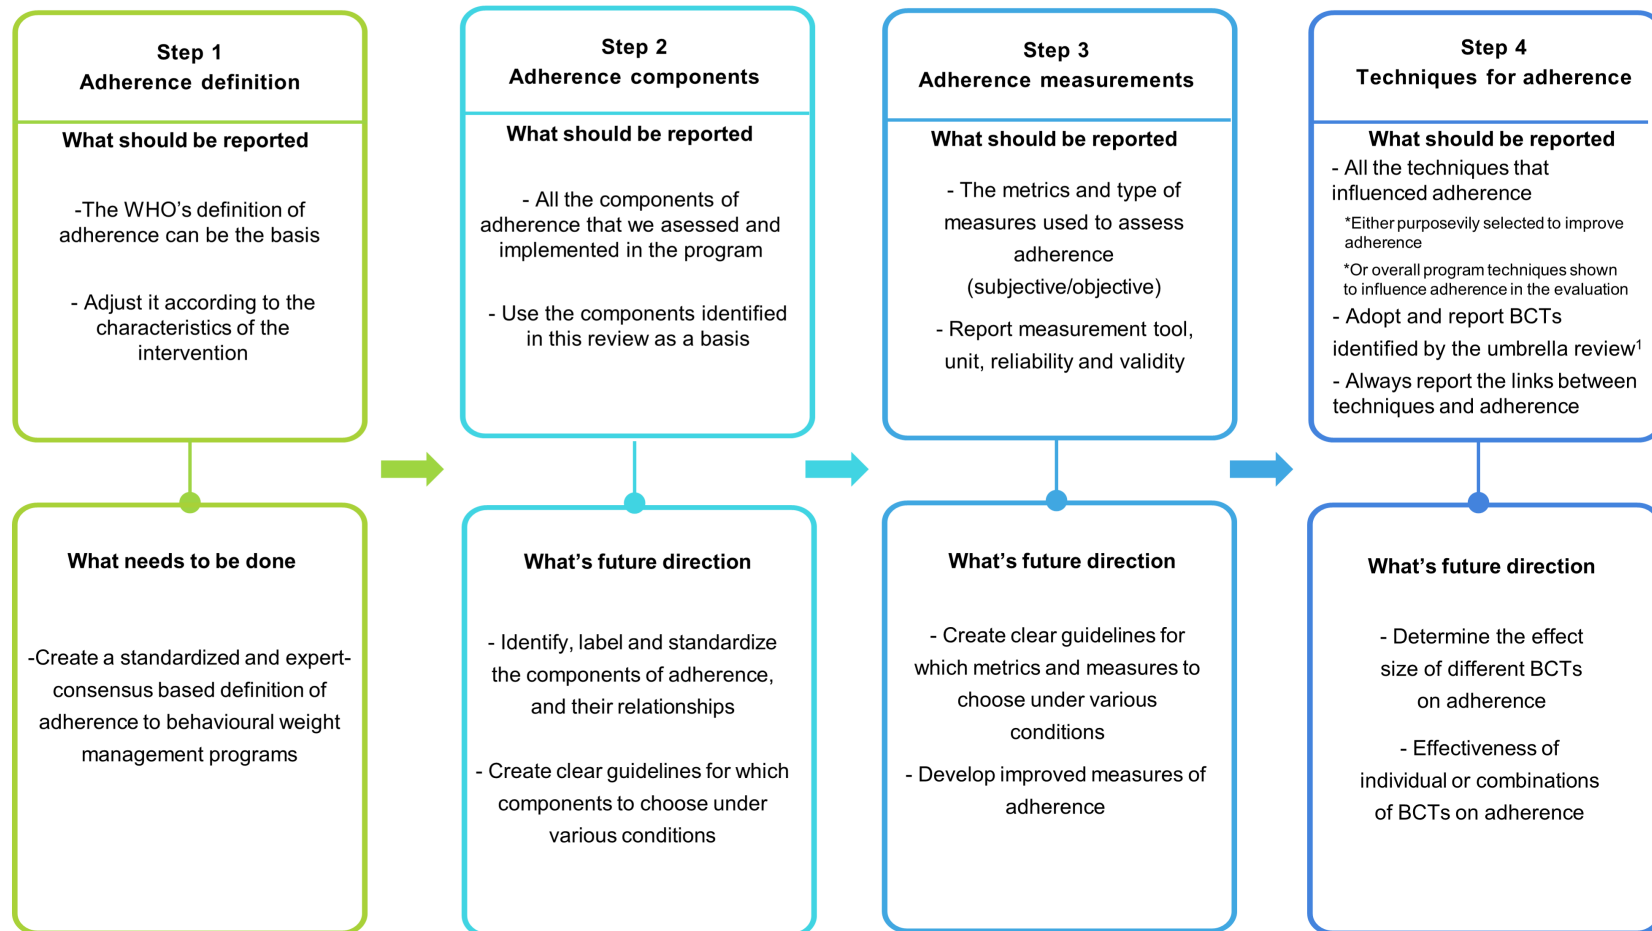 Step 1
Adherence definition
What should be reported
-The WHO's definition of
adherence can be the basis
- Adjust it according to the
characteristics of the
intervention
What needs to be done
-Create a standardized and expert-
consensus based definition of
adherence to behavioural weight
management programs
Step 2
Adherence components
What should be reported
- All the components of
adherence that we asessed and
implemented in the program
- Use the components identified
in this review as a basis
What's future direction
- Identify, label and standardize
the components of adherence,
and their relationships
- Create clear guidelines for which
components to choose under
various conditions
Step 3
Adherence measurements
What should be reported
- The metrics and type of
measures used to assess
adherence
(subjective/objective)
- Report measurement tool,
unit, reliability and validity
What's future direction
- Create clear guidelines for
which metrics and measures to
choose under various
conditions
- Develop improved measures of
adherence
Step 4
Techniques for adherence
What should be reported
- All the techniques that
influenced adherence
*Either purposevily selected to improve
adherence
*Or overall program techniques shown
to influence adherence in the evaluation
- Adopt and report BCTs
identified by the umbrella review¹
- Always report the links between
techniques and adherence
What's future direction
- Determine the effect
size of different BCTs
on adherence
- Effectiveness of
individual or combinations
of BCTs on adherence